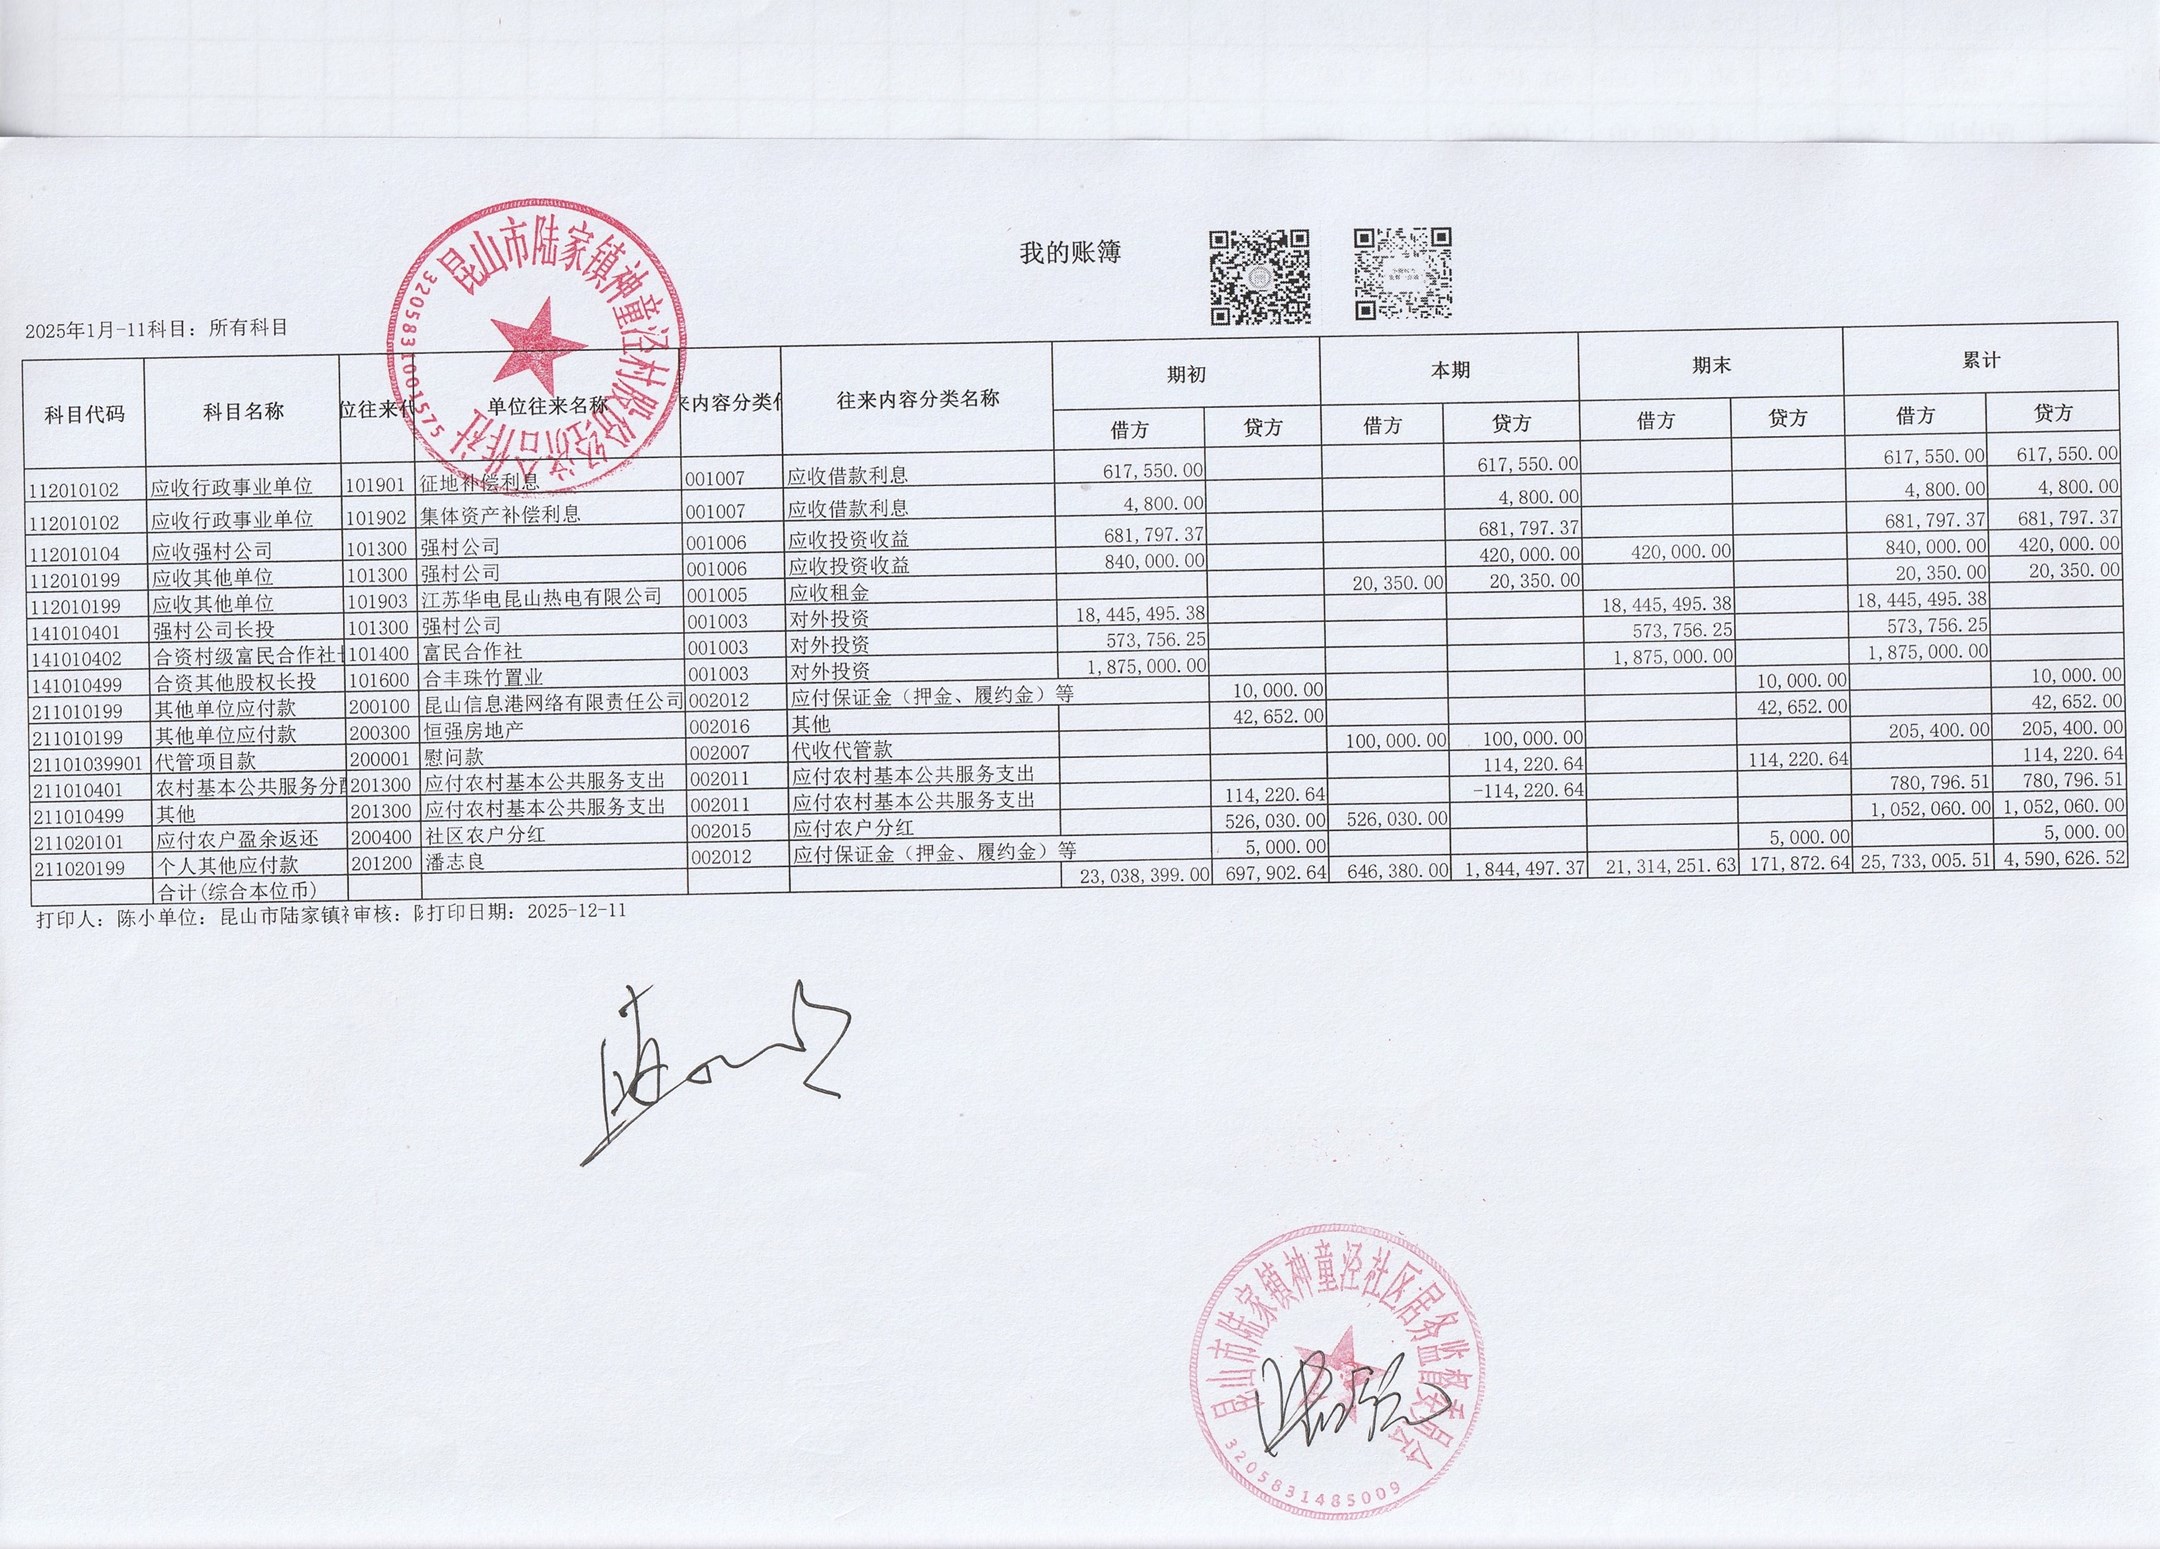 我的账簿
昆山市陆家镇神童泾村股份经济合作社
3205831001575
2025年1月-11科目：所有科目
科目代码 科目名称 位往来代 单位往来名称 来内容分类代 往来内容分类名称 期初 本期 期末 累计
借方 贷方 借方 贷方 借方 贷方 借方 贷方
112010102 应收行政事业单位 101901 征地补偿利息 001007 应收借款利息 617,550.00 617,550.00 617,550.00 617,550.00
112010102 应收行政事业单位 101902 集体资产补偿利息 001007 应收借款利息 4,800.00 4,800.00 4,800.00 4,800.00
112010104 应收强村公司 101300 强村公司 001006 应收投资收益 681,797.37 681,797.37 681,797.37 681,797.37
112010199 应收其他单位 101300 强村公司 001006 应收投资收益 840,000.00 420,000.00 420,000.00 840,000.00 420,000.00
112010199 应收其他单位 101903 江苏华电昆山热电有限公司 001005 应收租金 20,350.00 20,350.00 20,350.00 20,350.00
141010401 强村公司长投 101300 强村公司 001003 对外投资 18,445,495.38 18,445,495.38 18,445,495.38
141010402 合资村级富民合作社 101400 富民合作社 001003 对外投资 573,756.25 573,756.25 573,756.25
141010499 合资其他股权长投 101600 合丰珠竹置业 001003 对外投资 1,875,000.00 1,875,000.00 1,875,000.00
211010199 其他单位应付款 200100 昆山信息港网络有限责任公司 002012 应付保证金（押金、履约金）等 10,000.00 10,000.00 10,000.00
211010199 其他单位应付款 200300 恒强房地产 002016 其他 42,652.00 42,652.00 42,652.00
21101039901 代管项目款 200001 慰问款 002007 代收代管款 100,000.00 100,000.00 205,400.00 205,400.00
211010401 农村基本公共服务分 201300 应付农村基本公共服务支出 002011 应付农村基本公共服务支出 114,220.64 114,220.64 114,220.64
211010499 其他 201300 应付农村基本公共服务支出 002011 应付农村基本公共服务支出 114,220.64 -114,220.64 780,796.51 780,796.51
211020101 应付农户盈余返还 200400 社区农户分红 002015 应付农户分红 526,030.00 526,030.00 1,052,060.00 1,052,060.00
211020199 个人其他应付款 201200 潘志良 002012 应付保证金（押金、履约金）等 5,000.00 5,000.00 5,000.00
合计(综合本位币) 23,038,399.00 697,902.64 646,380.00 1,844,497.37 21,314,251.63 171,872.64 25,733,005.51 4,590,626.52
打印人：陈小单位：昆山市陆家镇神审核：陈打印日期：2025-12-11
昆山市陆家镇神童泾社区居务监督委员会
3205831485009